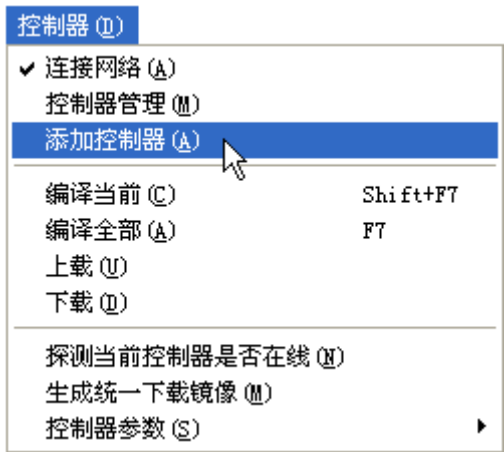 控制器(D)
连接网络(A)
控制器管理(M)
添加控制器(A)
编译当前(C) Shift+F7
编译全部(A) F7
上载(U)
下载(D)
探测当前控制器是否在线(N)
生成统一下载镜像(M)
控制器参数(S)